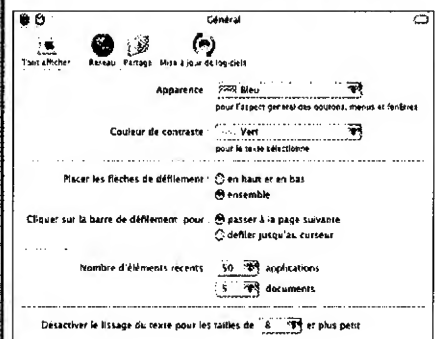 Général
Tout afficher Réseau Partage Mise à jour de logiciels
Apparence : Bleu
pour l'aspect général des boutons, menus et fenêtres
Couleur de contraste : Vert
pour le texte sélectionné
Placer les flèches de défilement : en haut et en bas
ensemble
Cliquer sur la barre de défilement pour : passer à la page suivante
défiler jusqu'au curseur
Nombre d'éléments récents 50 applications
5 documents
Désactiver le lissage du texte pour les tailles de 8 et plus petit